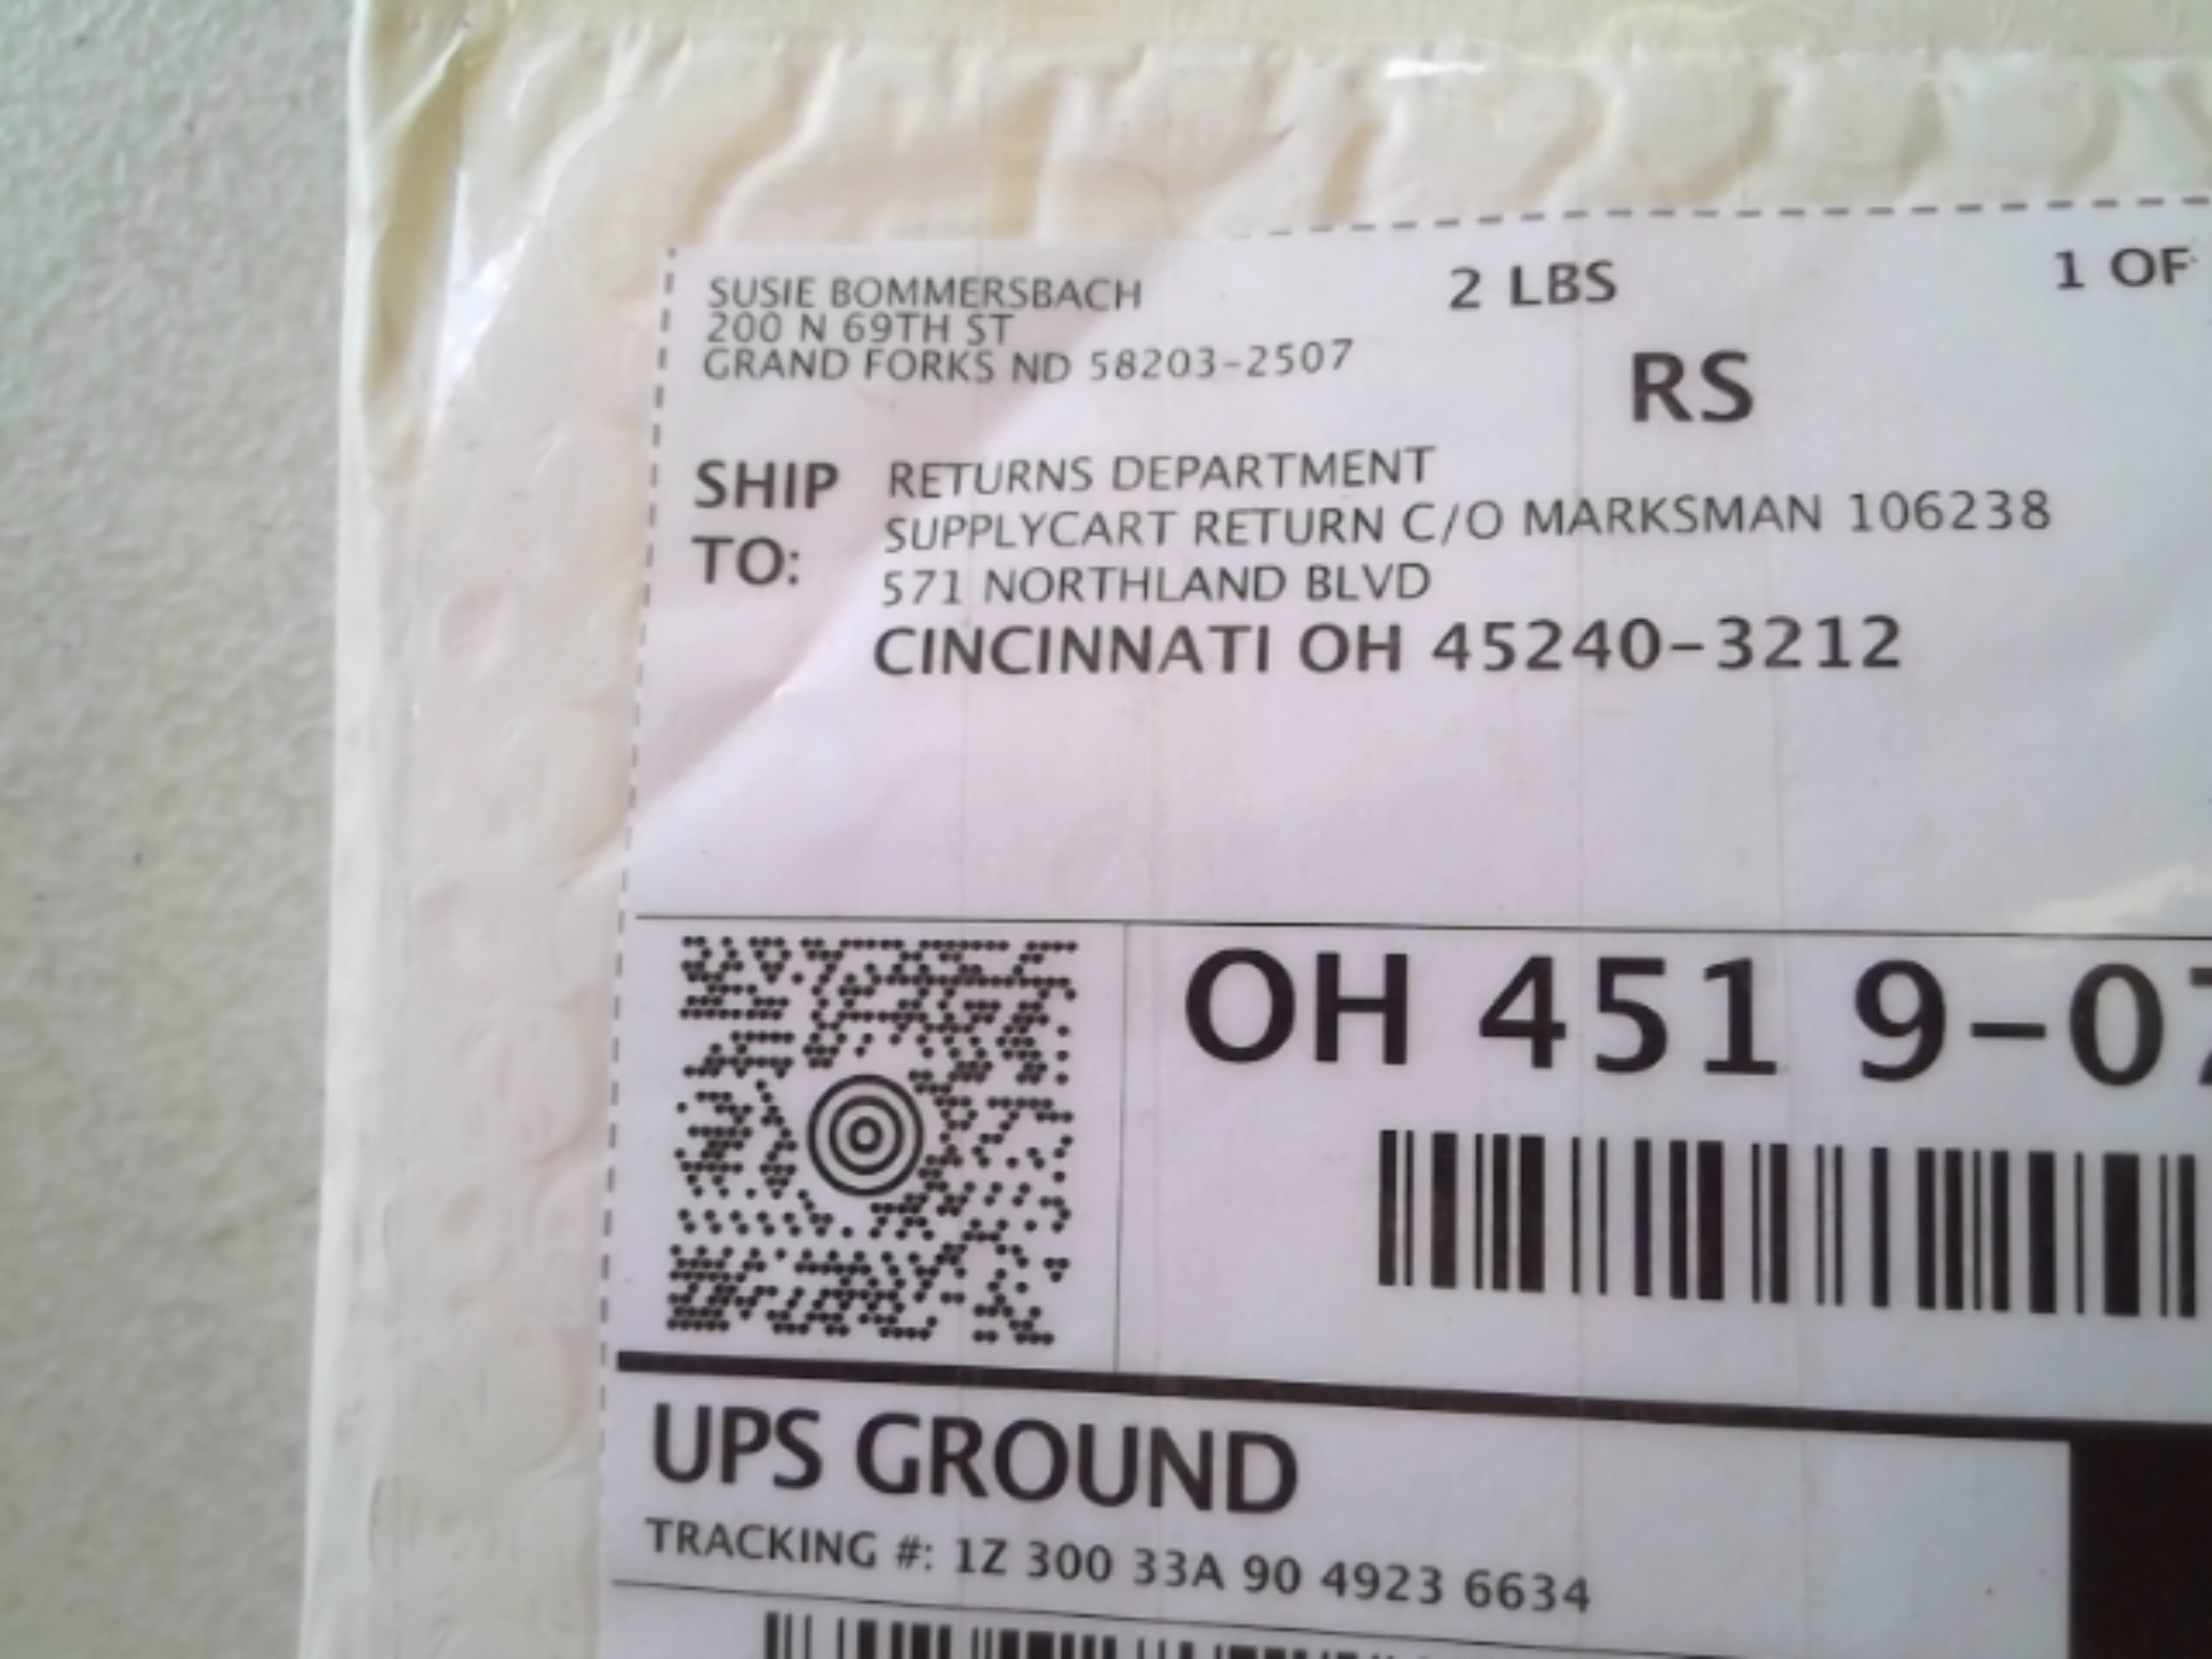 SUSIE BOMMERSBACH
200 N 69TH ST
GRAND FORKS ND 58203-2507
2 LBS
1 OF
RS
SHIP TO:
RETURNS DEPARTMENT
SUPPLYCART RETURN C/O MARKSMAN 106238
571 NORTHLAND BLVD
CINCINNATI OH 45240-3212
OH 451 9-0
UPS GROUND
TRACKING #: 1Z 300 33A 90 4923 6634